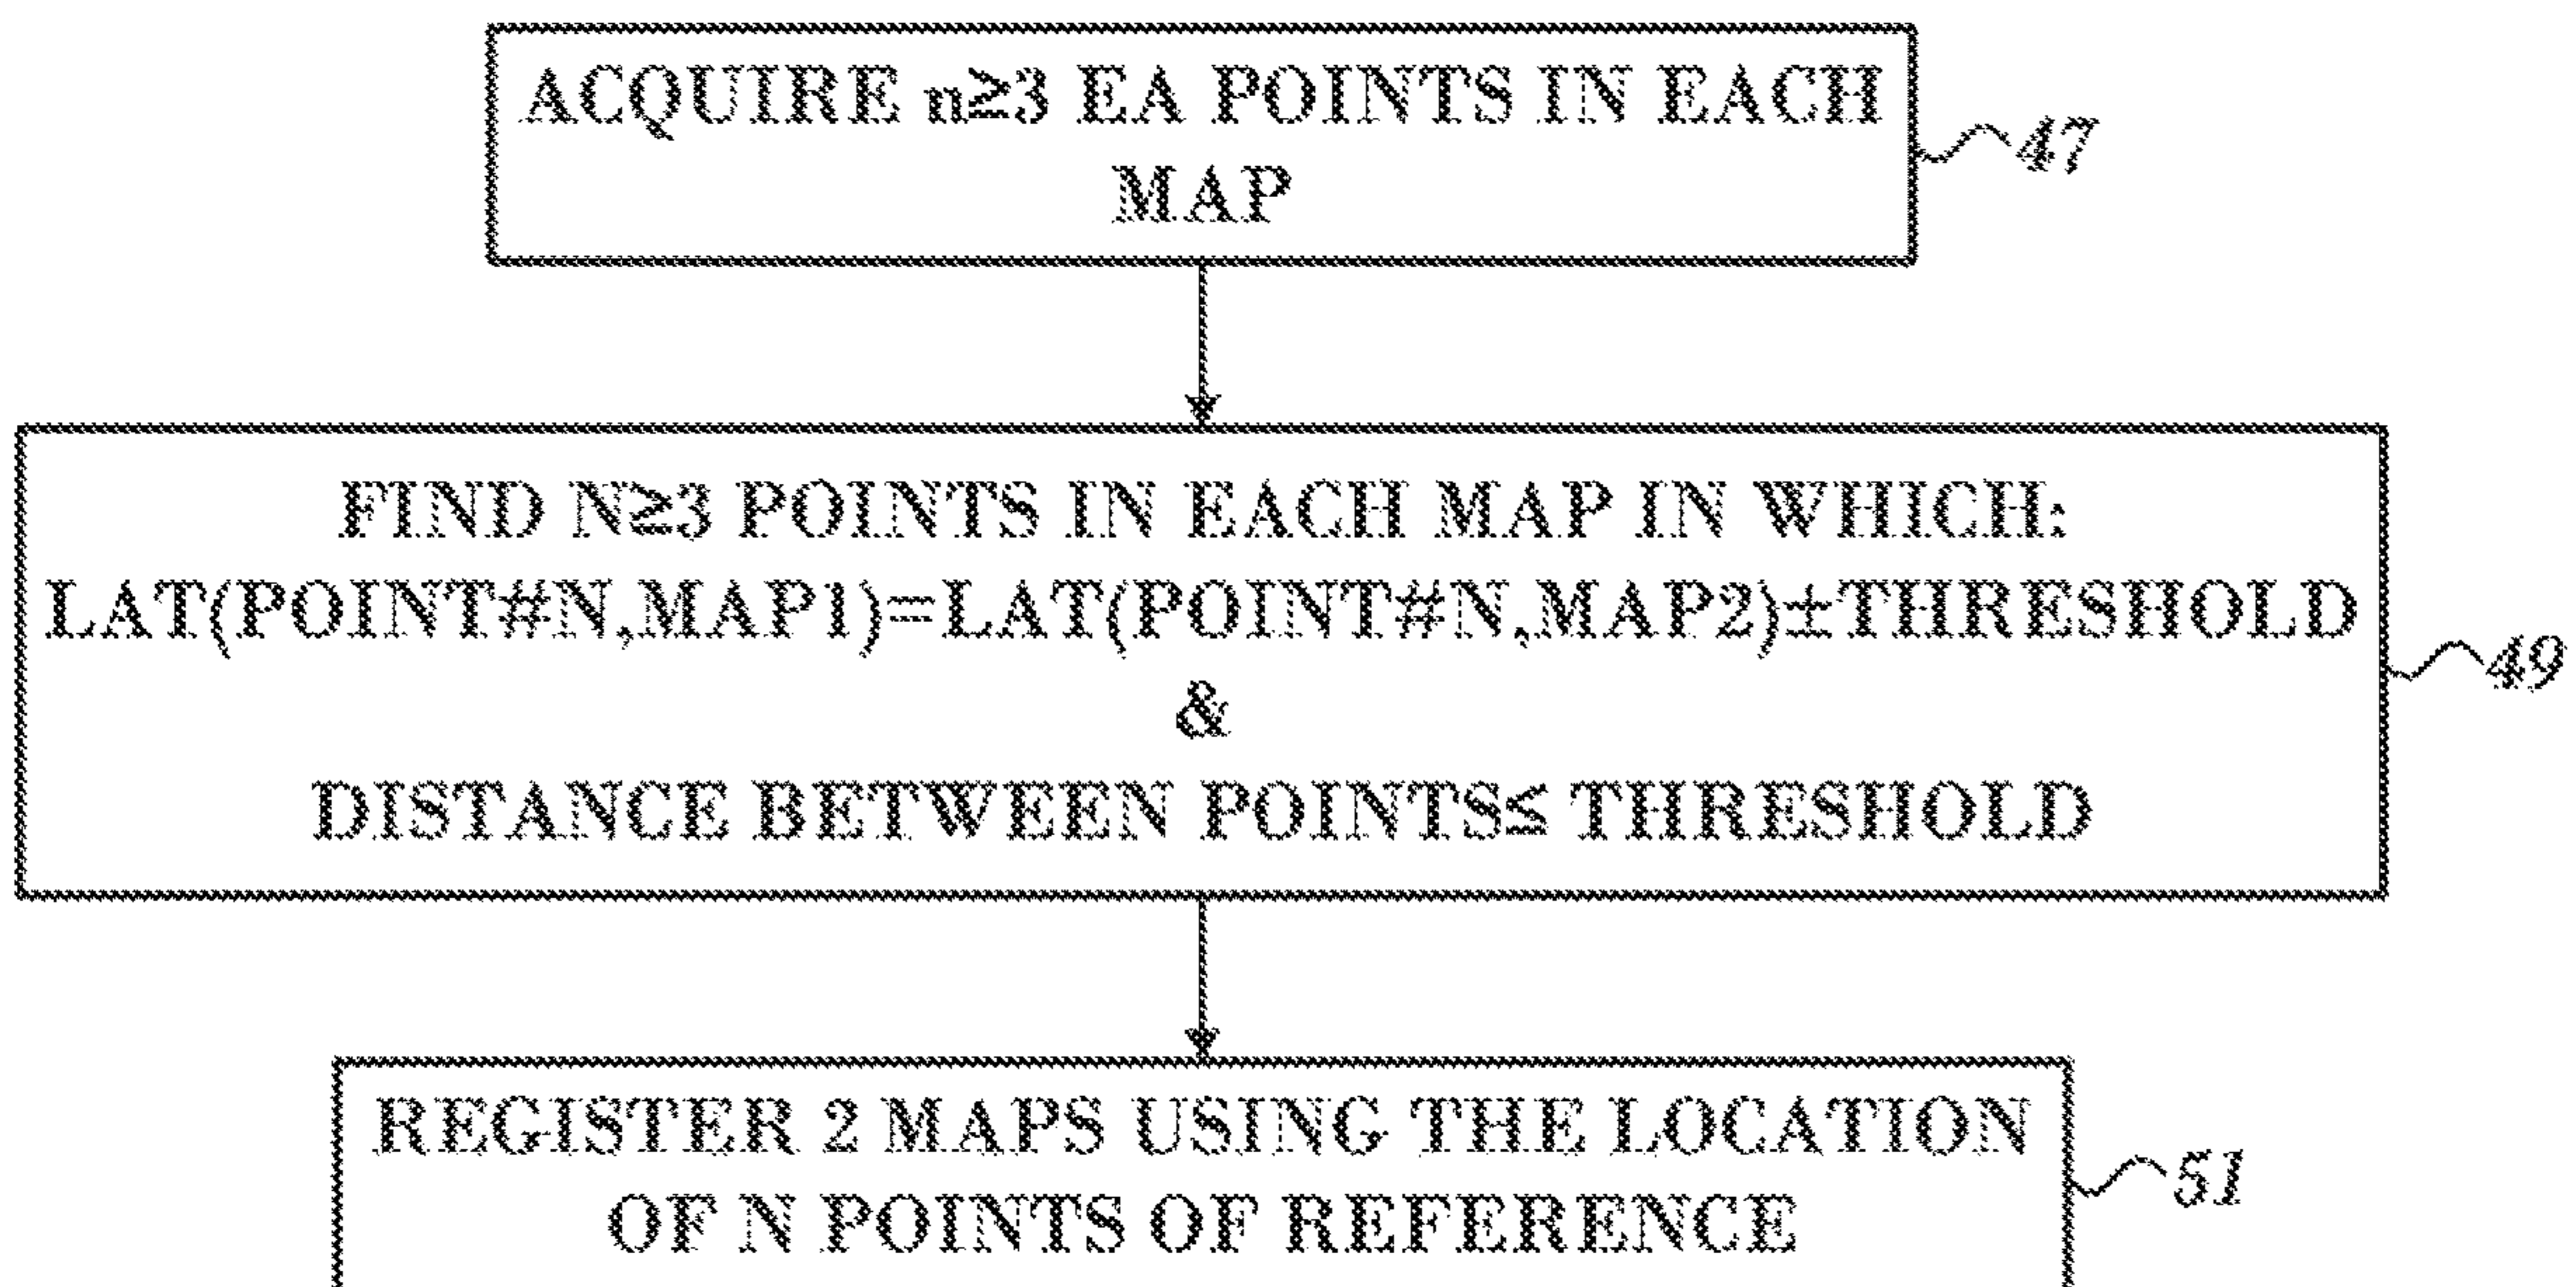 ACQUIRE n≥3 EA POINTS IN EACH
MAP
47
FIND N≥3 POINTS IN EACH MAP IN WHICH:
LAT(POINT#N,MAP1)=LAT(POINT#N,MAP2)±THRESHOLD
&
DISTANCE BETWEEN POINTS≤ THRESHOLD
49
REGISTER 2 MAPS USING THE LOCATION
OF N POINTS OF REFERENCE
51